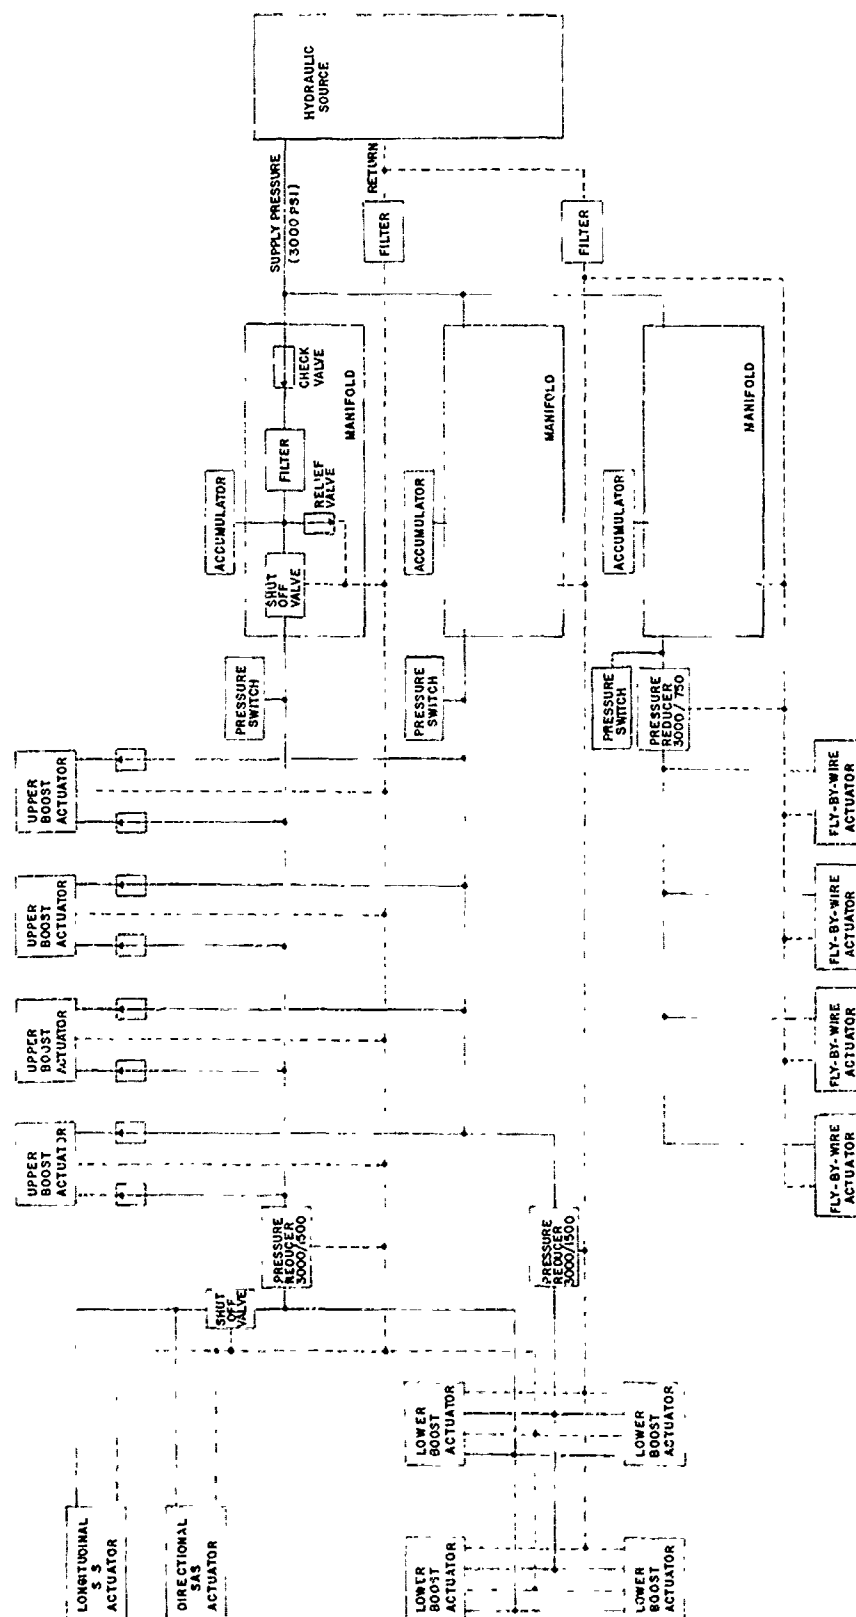 HYDRAULIC
SOURCE
SUPPLY PRESSURE
(3000 PSI)
RETURN
FILTER
FILTER
CHECK
VALVE
FILTER
RELIEF
VALVE
SHUT
OFF
VALVE
MANIFOLD
MANIFOLD
MANIFOLD
ACCUMULATOR
ACCUMULATOR
ACCUMULATOR
PRESSURE
SWITCH
PRESSURE
SWITCH
PRESSURE
SWITCH
PRESSURE
REDUCER
3000/750
UPPER
BOOST
ACTUATOR
UPPER
BOOST
ACTUATOR
UPPER
BOOST
ACTUATOR
UPPER
BOOST
ACTUATOR
FLY-BY-WIRE
ACTUATOR
FLY-BY-WIRE
ACTUATOR
FLY-BY-WIRE
ACTUATOR
FLY-BY-WIRE
ACTUATOR
PRESSURE
REDUCER
3000/1500
PRESSURE
REDUCER
3000/1500
SHUT
OFF
VALVE
LOWER
BOOST
ACTUATOR
LOWER
BOOST
ACTUATOR
LOWER
BOOST
ACTUATOR
LOWER
BOOST
ACTUATOR
LONGITUDINAL
S S
ACTUATOR
DIRECTIONAL
SAS
ACTUATOR